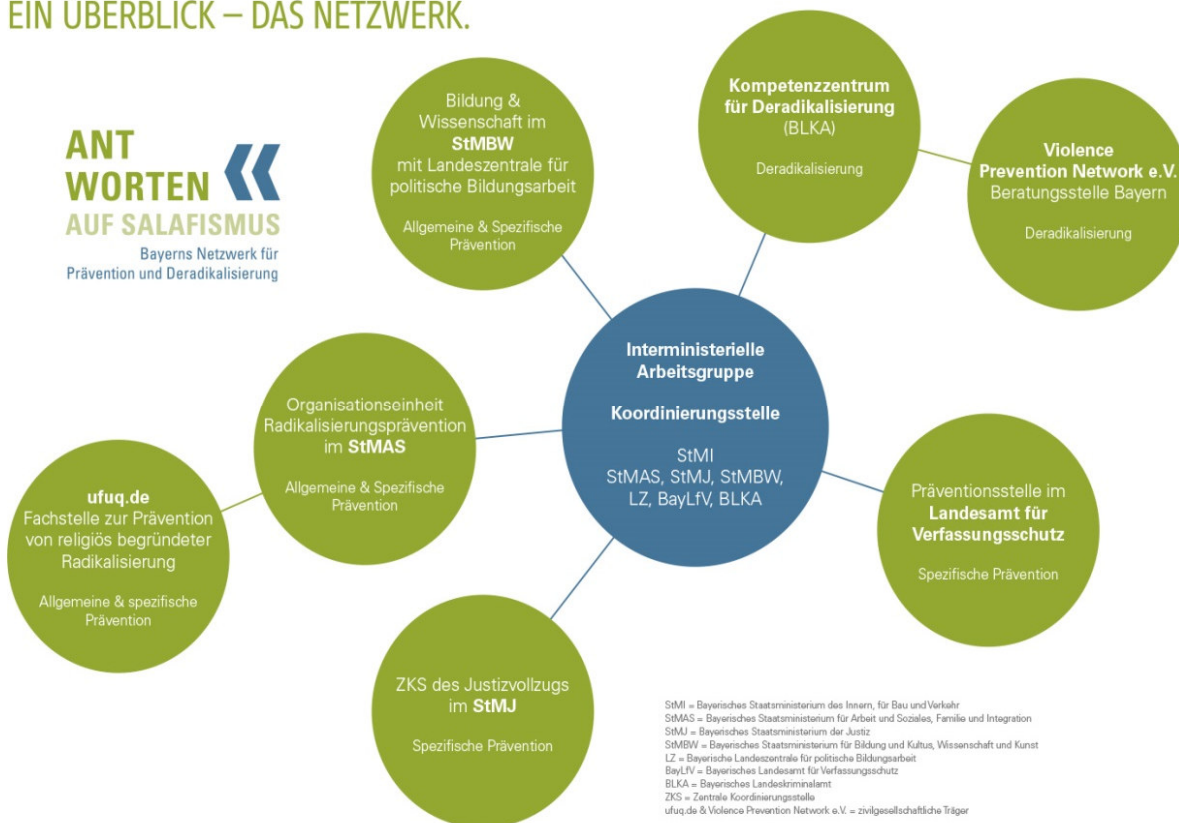 EIN ÜBERBLICK – DAS NETZWERK.
ANT
WORTEN
AUF SALAFISMUS
Bayerns Netzwerk für
Prävention und Deradikalisierung
Bildung &
Wissenschaft im
StMBW
mit Landeszentrale für
politische Bildungsarbeit
Allgemeine & Spezifische
Prävention
Kompetenzzentrum
für Deradikalisierung
(BLKA)
Deradikalisierung
Violence
Prevention Network e.V.
Beratungsstelle Bayern
Deradikalisierung
Interministerielle
Arbeitsgruppe
Koordinierungsstelle
StMI
StMAS, StMJ, StMBW,
LZ, BayLfV, BLKA
Organisationseinheit
Radikalisierungsprävention
im StMAS
Allgemeine & Spezifische
Prävention
ufuq.de
Fachstelle zur Prävention
von religiös begründeter
Radikalisierung
Allgemeine & spezifische
Prävention
Präventionsstelle im
Landesamt für
Verfassungsschutz
Spezifische Prävention
ZKS des Justizvollzugs
im StMJ
Spezifische Prävention
StMI = Bayerisches Staatsministerium des Innern, für Bau und Verkehr
StMAS = Bayerisches Staatsministerium für Arbeit und Soziales, Familie und Integration
StMJ = Bayerisches Staatsministerium der Justiz
StMBW = Bayerisches Staatsministerium für Bildung und Kultus, Wissenschaft und Kunst
LZ = Bayerische Landeszentrale für politische Bildungsarbeit
BayLfV = Bayerisches Landesamt für Verfassungsschutz
BLKA = Bayerisches Landeskriminalamt
ZKS = Zentrale Koordinierungsstelle
ufuq.de & Violence Prevention Network e.V. = zivilgesellschaftliche Träger